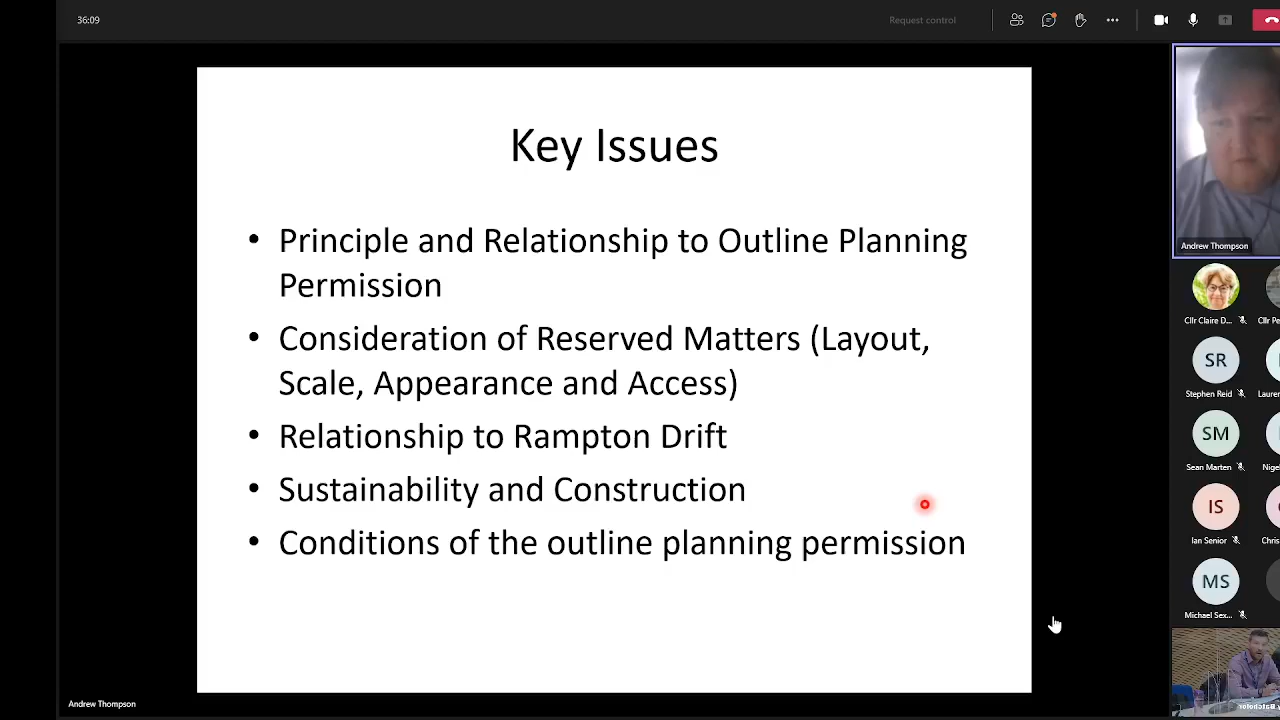 36:09
Request control
Key Issues
• Principle and Relationship to Outline Planning
Permission
• Consideration of Reserved Matters (Layout,
Scale, Appearance and Access)
• Relationship to Rampton Drift
• Sustainability and Construction
• Conditions of the outline planning permission
Andrew Thompson
Andrew Thompson
Cllr Claire D...
Cllr Pe
SR
Stephen Reid
Lauren
SM
Sean Marten
Nige
IS
Ian Senior
Chris
MS
Michael Sex...